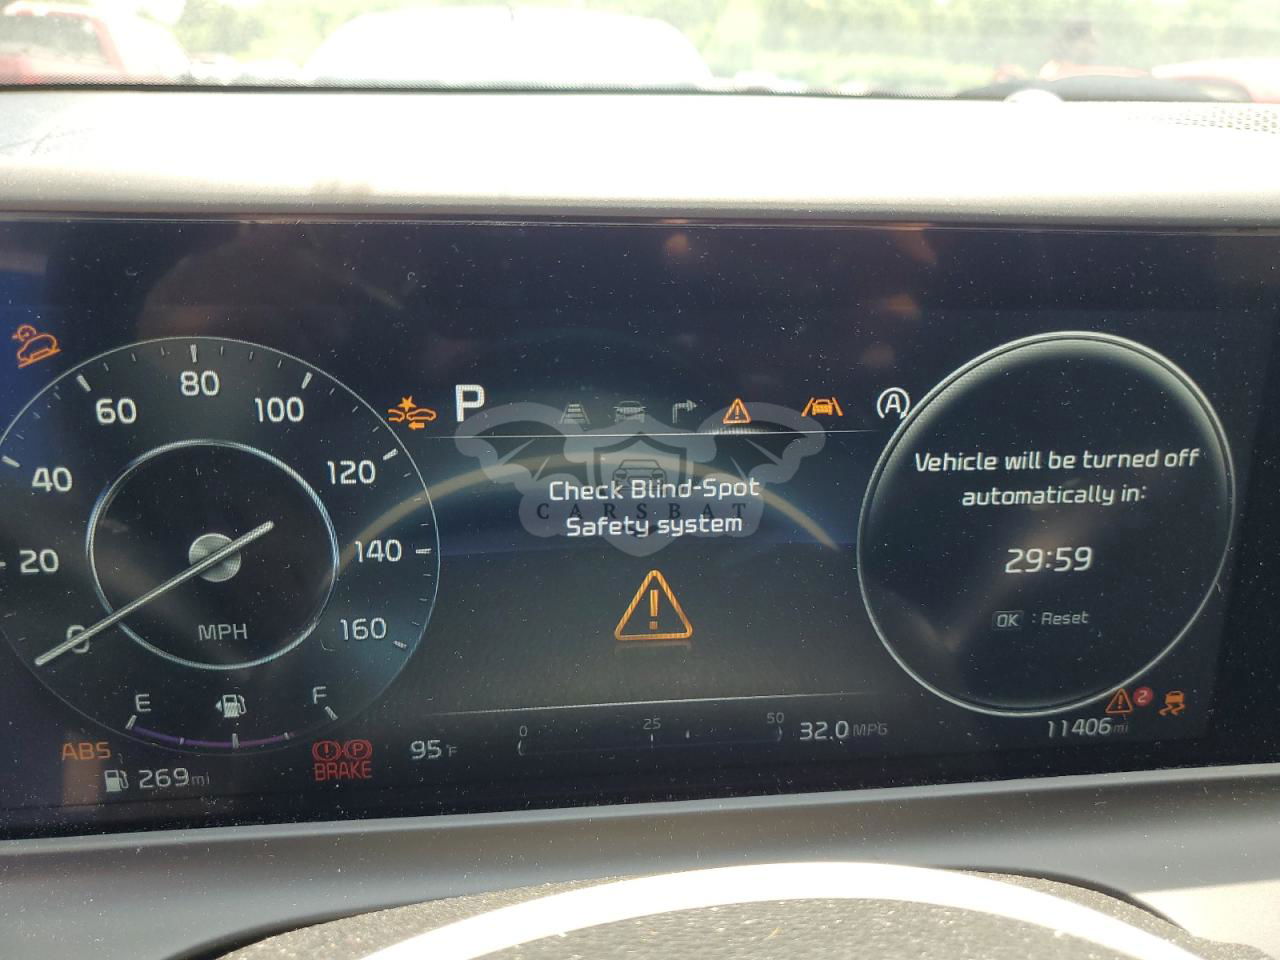 80
60
100
P
A
40
120
Check Blind-Spot
CARSBAT
Safety system
Vehicle will be turned off
automatically in:
20
140
29:59
0
MPH
160
OK : Reset
E
F
ABS
P
BRAKE
95°F
0
25
50
32.0 MPG
2
11406 mi
269 mi